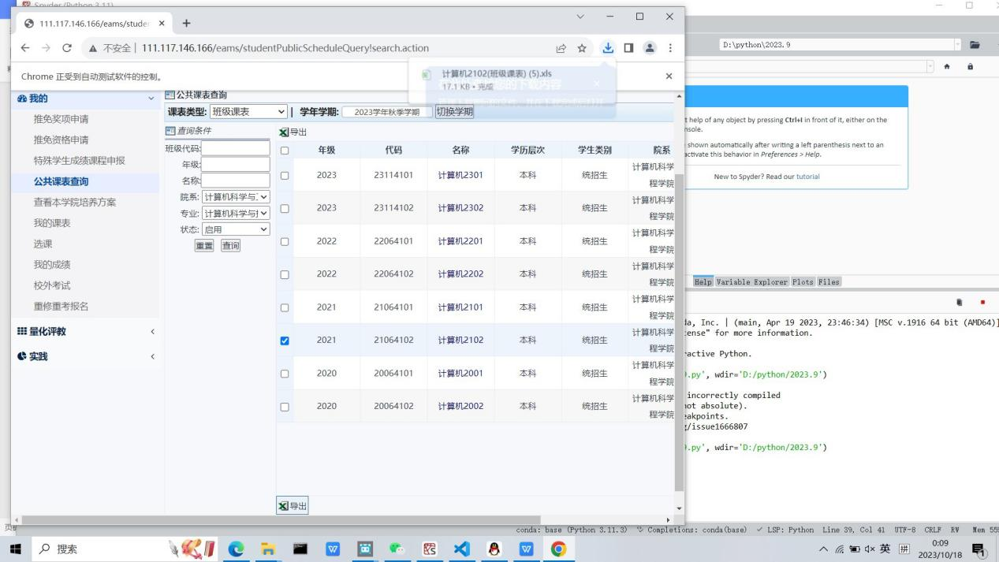 Spyder (Python 3.11)
111.117.146.166/eams/stude
不安全 | 111.117.146.166/eams/studentPublicScheduleQuery!search.action
D:\python\2023.9
Chrome 正受到自动测试软件的控制。
计算机2102(班级课表) (5).xls
17.1 KB • 完成
我的
推免奖项申请
推免资格申请
特殊学生成绩课程申报
公共课表查询
查看本学院培养方案
我的课表
选课
我的成绩
校外考试
重修重考报名
量化评教
实践
公共课表查询
课表类型: 班级课表 | 学年学期: 2023学年秋季学期 切换学期
查询条件
班级代码:
年级:
名称:
院系: 计算机科学与
专业: 计算机科学与
状态: 启用
重置 查询
导出
年级 代码 名称 学历层次 学生类别 院系
2023 23114101 计算机2301 本科 统招生 计算机科学
程学院
2023 23114102 计算机2302 本科 统招生 计算机科学
程学院
2022 22064101 计算机2201 本科 统招生 计算机科学
程学院
2022 22064102 计算机2202 本科 统招生 计算机科学
程学院
2021 21064101 计算机2101 本科 统招生 计算机科学
程学院
2021 21064102 计算机2102 本科 统招生 计算机科学
程学院
2020 20064101 计算机2001 本科 统招生 计算机科学
程学院
2020 20064102 计算机2002 本科 统招生 计算机科学
程学院
导出
t help of any object by pressing Ctrl+I in front of it, either on the
nsole.
shown automatically after writing a left parenthesis next to an
activate this behavior in Preferences > Help.
New to Spyder? Read our tutorial
Help Variable Explorer Plots Files
da, Inc. | (main, Apr 19 2023, 23:46:34) [MSC v.1916 64 bit (AMD64)]
cense" for more information.
ractive Python.
.py', wdir='D:/python/2023.9')
incorrectly compiled
not absolute).
eakpoints.
g/issue1666807
.py', wdir='D:/python/2023.9')
conda: base (Python 3.11.3) Completions: conda(base) LSP: Python Line 39, Col 41 UTF-8 CRLF RW Mem 55
搜索
英 拼
0:09
2023/10/18
1